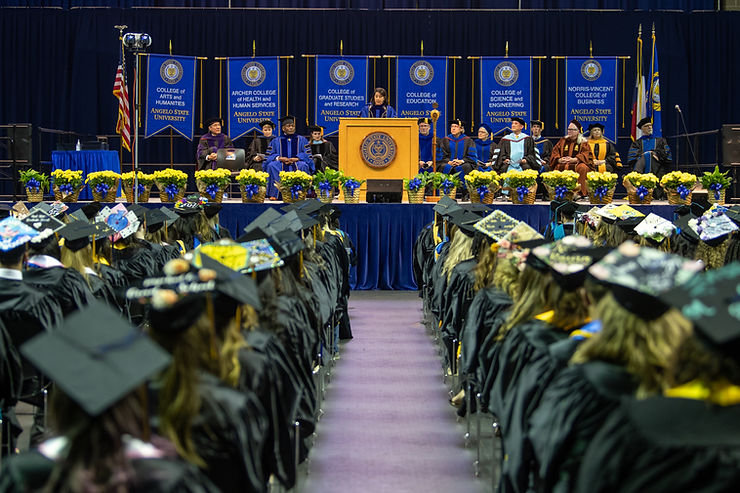 COLLEGE OF
ARTS AND
HUMANITIES
ANGELO STATE
UNIVERSITY
ARCHER COLLEGE
OF HEALTH AND
HUMAN SERVICES
ANGELO STATE
UNIVERSITY
COLLEGE OF
GRADUATE STUDIES
AND RESEARCH
ANGELO STATE
COLLEGE OF
EDUCATION
ANGELO STATE
UNIVERSITY
COLLEGE OF
SCIENCE AND
ENGINEERING
ANGELO STATE
UNIVERSITY
NORRIS-VINCENT
COLLEGE OF
BUSINESS
ANGELO STATE
UNIVERSITY